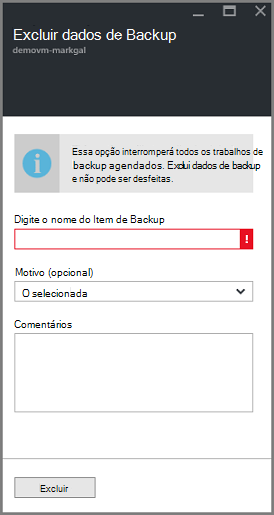 Excluir dados de Backup
demovm-markgal
Essa opção interromperá todos os trabalhos de
backup agendados. Exclui dados de backup
e não pode ser desfeitas.
Digite o nome do Item de Backup
!
Motivo (opcional)
O selecionada
Comentários
Excluir